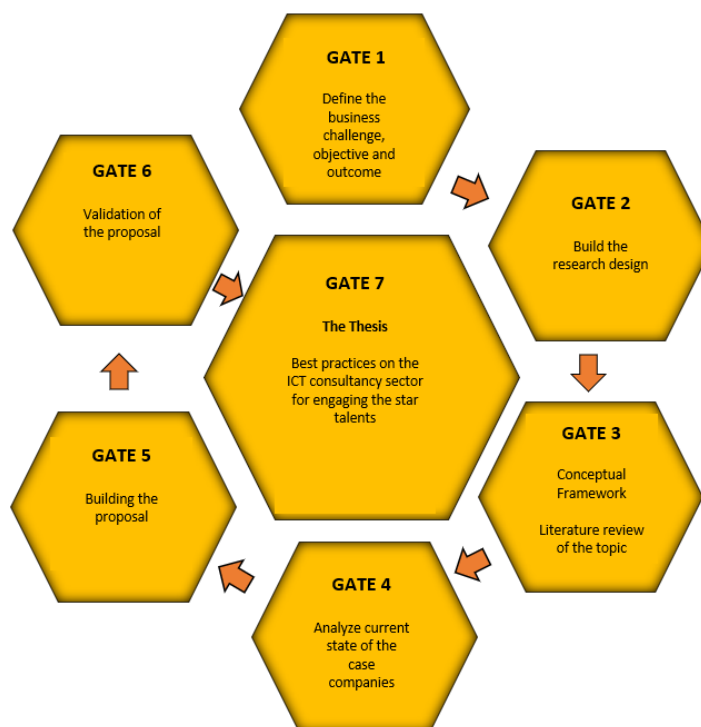 GATE 1
Define the
business
challenge,
objective and
outcome
GATE 2
Build the
research design
GATE 3
Conceptual
Framework
Literature review
of the topic
GATE 4
Analyze current
state of the
case
companies
GATE 5
Building the
proposal
GATE 6
Validation of
the proposal
GATE 7
The Thesis
Best practices on the
ICT consultancy sector
for engaging the star
talents